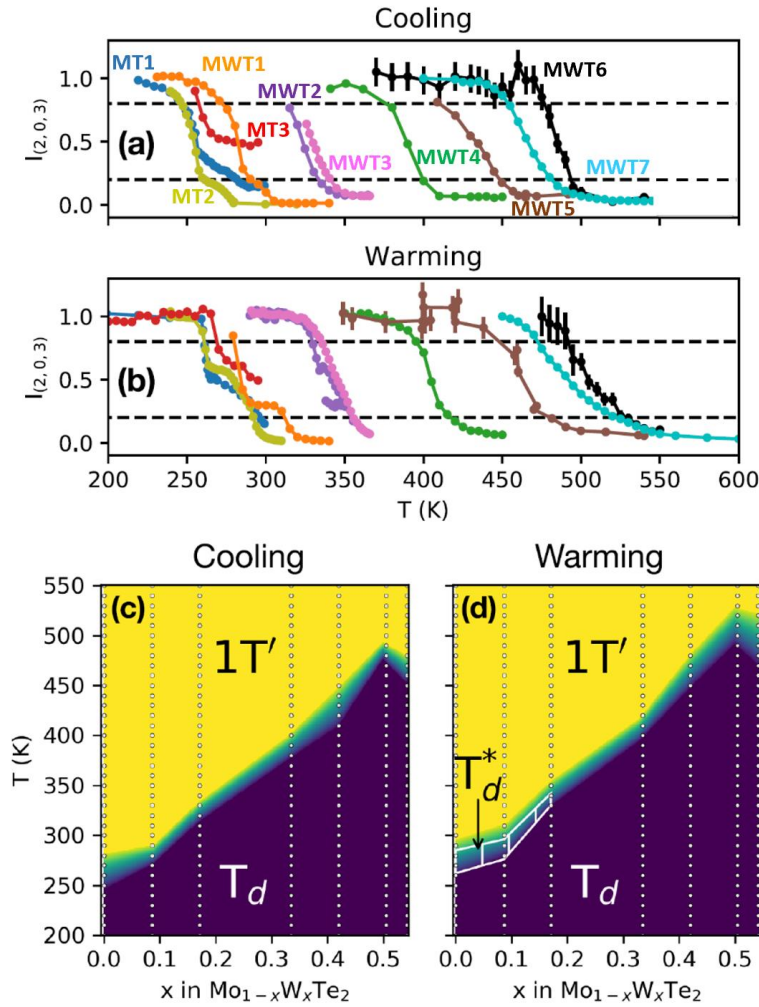 Cooling
MT1 MWT1 MWT6
MWT2
(a) MT3 MWT3 MWT4 MWT7
MT2 MWT5
I(2,0,3)
1.0
0.5
0.0
Warming
(b)
I(2,0,3)
1.0
0.5
0.0
200 250 300 350 400 450 500 550 600
T (K)
Cooling Warming
550
500
450
400
350
300
250
200
T (K)
(c) (d)
1T′ 1T′
T*d
Td Td
0.0 0.1 0.2 0.3 0.4 0.5 0.0 0.1 0.2 0.3 0.4 0.5
x in Mo1−xWxTe2 x in Mo1−xWxTe2